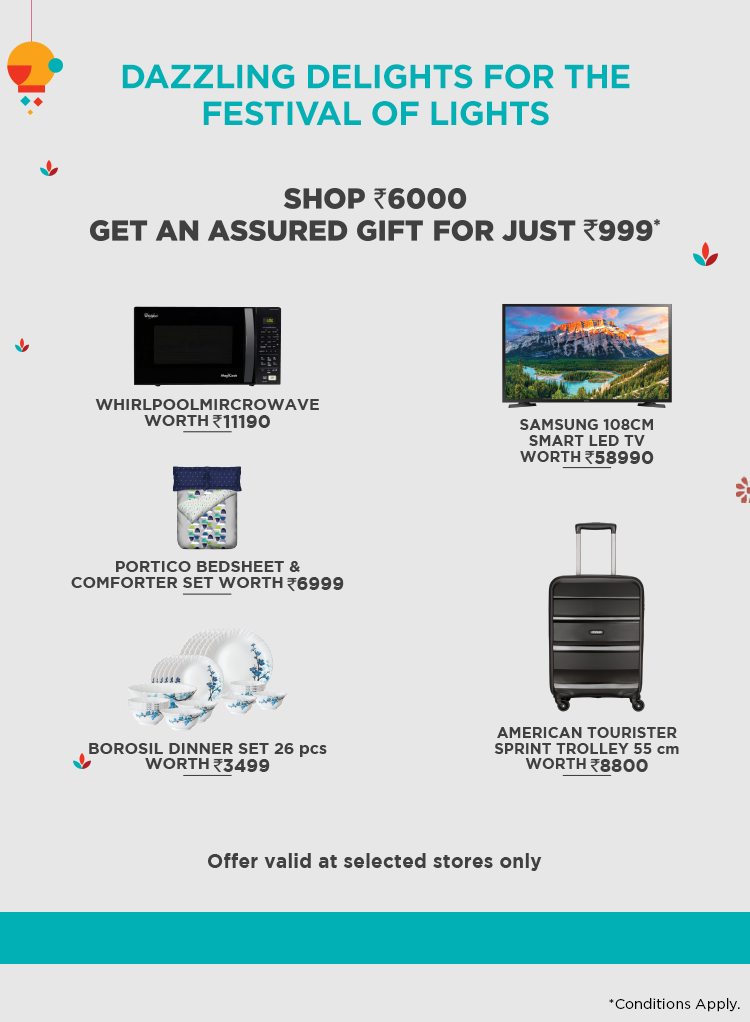 DAZZLING DELIGHTS FOR THE
FESTIVAL OF LIGHTS
SHOP ₹6000
GET AN ASSURED GIFT FOR JUST ₹999*
WHIRLPOOLMIRCROWAVE
WORTH ₹11190
SAMSUNG 108CM
SMART LED TV
WORTH ₹58990
PORTICO BEDSHEET &
COMFORTER SET WORTH ₹6999
BOROSIL DINNER SET 26 pcs
WORTH ₹3499
AMERICAN TOURISTER
SPRINT TROLLEY 55 cm
WORTH ₹8800
Offer valid at selected stores only
*Conditions Apply.